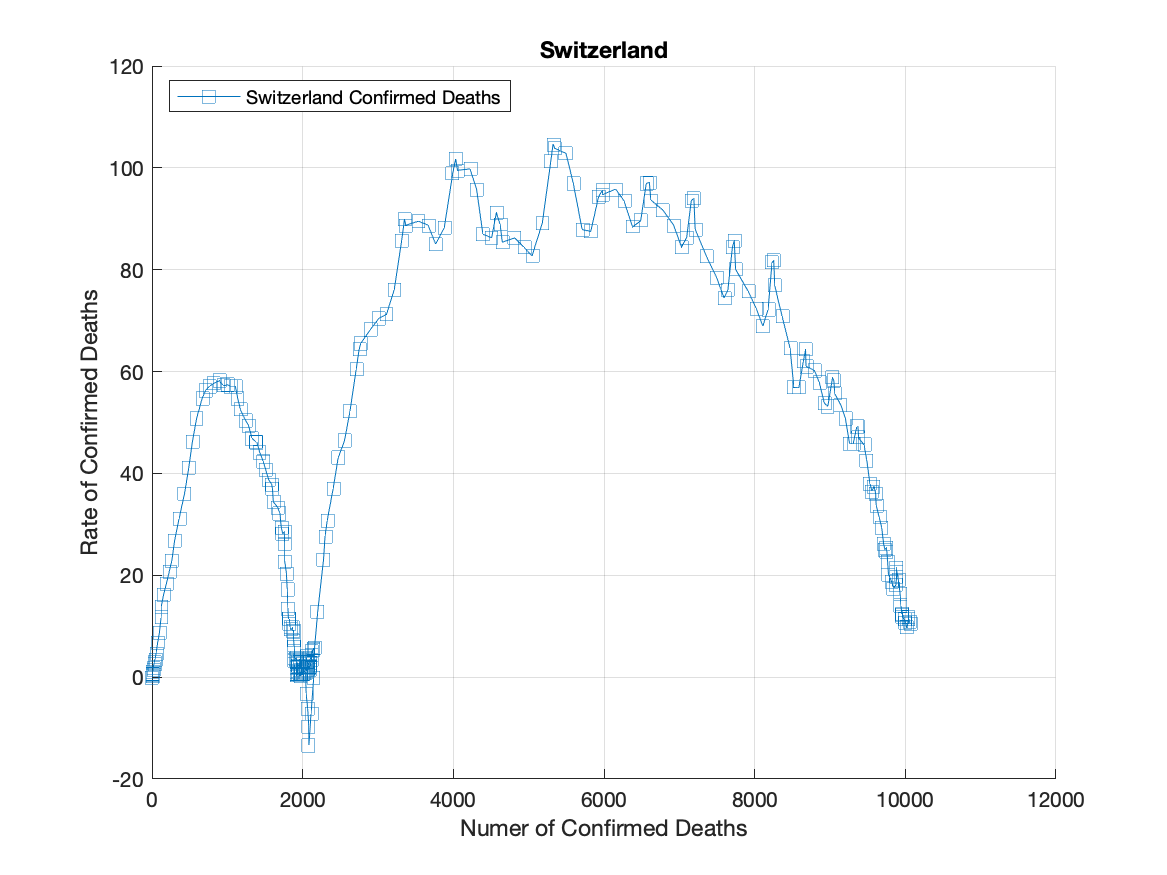 Switzerland
Switzerland Confirmed Deaths
120
100
80
60
40
20
0
-20
Rate of Confirmed Deaths
0 2000 4000 6000 8000 10000 12000
Numer of Confirmed Deaths